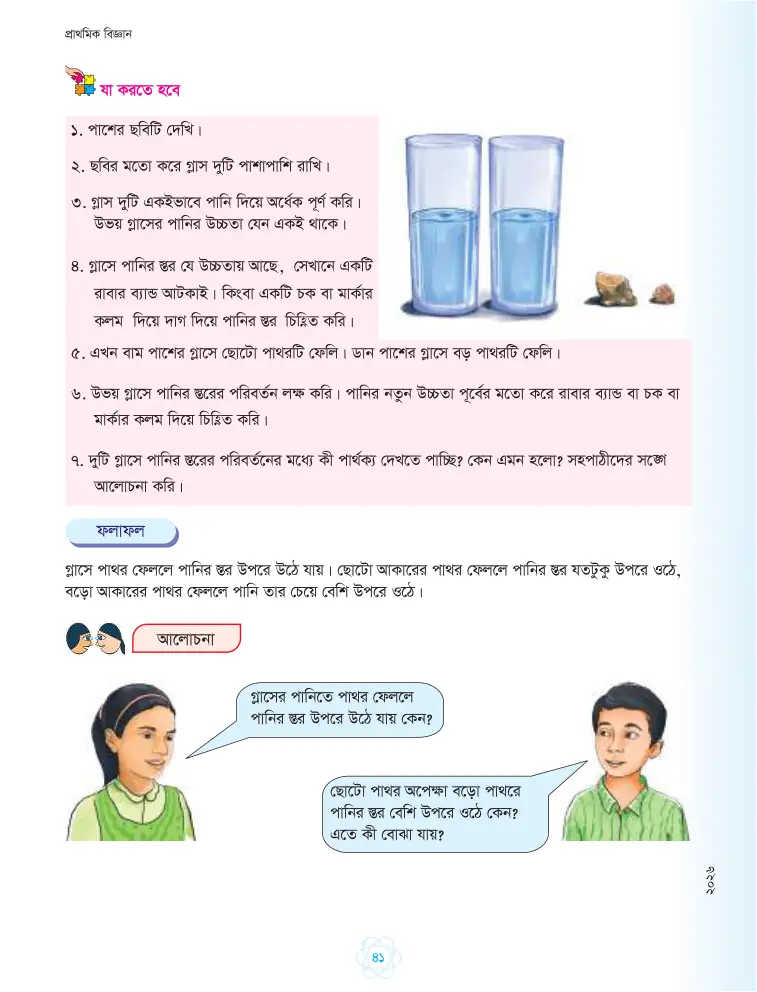 প্রাথমিক বিজ্ঞান
যা করতে হবে
১. পাশের ছবিটি দেখি।
২. ছবির মতো করে গ্লাস দুটি পাশাপাশি রাখি।
৩. গ্লাস দুটি একইভাবে পানি দিয়ে অর্ধেক পূর্ণ করি।
উভয় গ্লাসের পানির উচ্চতা যেন একই থাকে।
৪. গ্লাসে পানির স্তর যে উচ্চতায় আছে, সেখানে একটি
রাবার ব্যান্ড আটকাই। কিংবা একটি চক বা মার্কার
কলম দিয়ে দাগ দিয়ে পানির স্তর চিহ্নিত করি।
৫. এখন বাম পাশের গ্লাসে ছোটো পাথরটি ফেলি। ডান পাশের গ্লাসে বড় পাথরটি ফেলি।
৬. উভয় গ্লাসে পানির স্তরের পরিবর্তন লক্ষ করি। পানির নতুন উচ্চতা পূর্বের মতো করে রাবার ব্যান্ড বা চক বা
মার্কার কলম দিয়ে চিহ্নিত করি।
৭. দুটি গ্লাসে পানির স্তরের পরিবর্তনের মধ্যে কী পার্থক্য দেখতে পাচ্ছি? কেন এমন হলো? সহপাঠীদের সঙ্গে
আলোচনা করি।
ফলাফল
গ্লাসে পাথর ফেললে পানির স্তর উপরে উঠে যায়। ছোটো আকারের পাথর ফেললে পানির স্তর যতটুকু উপরে ওঠে,
বড়ো আকারের পাথর ফেললে পানি তার চেয়ে বেশি উপরে ওঠে।
আলোচনা
গ্লাসের পানিতে পাথর ফেললে
পানির স্তর উপরে উঠে যায় কেন?
ছোটো পাথর অপেক্ষা বড়ো পাথরে
পানির স্তর বেশি উপরে ওঠে কেন?
এতে কী বোঝা যায়?
২০২৬
৪১